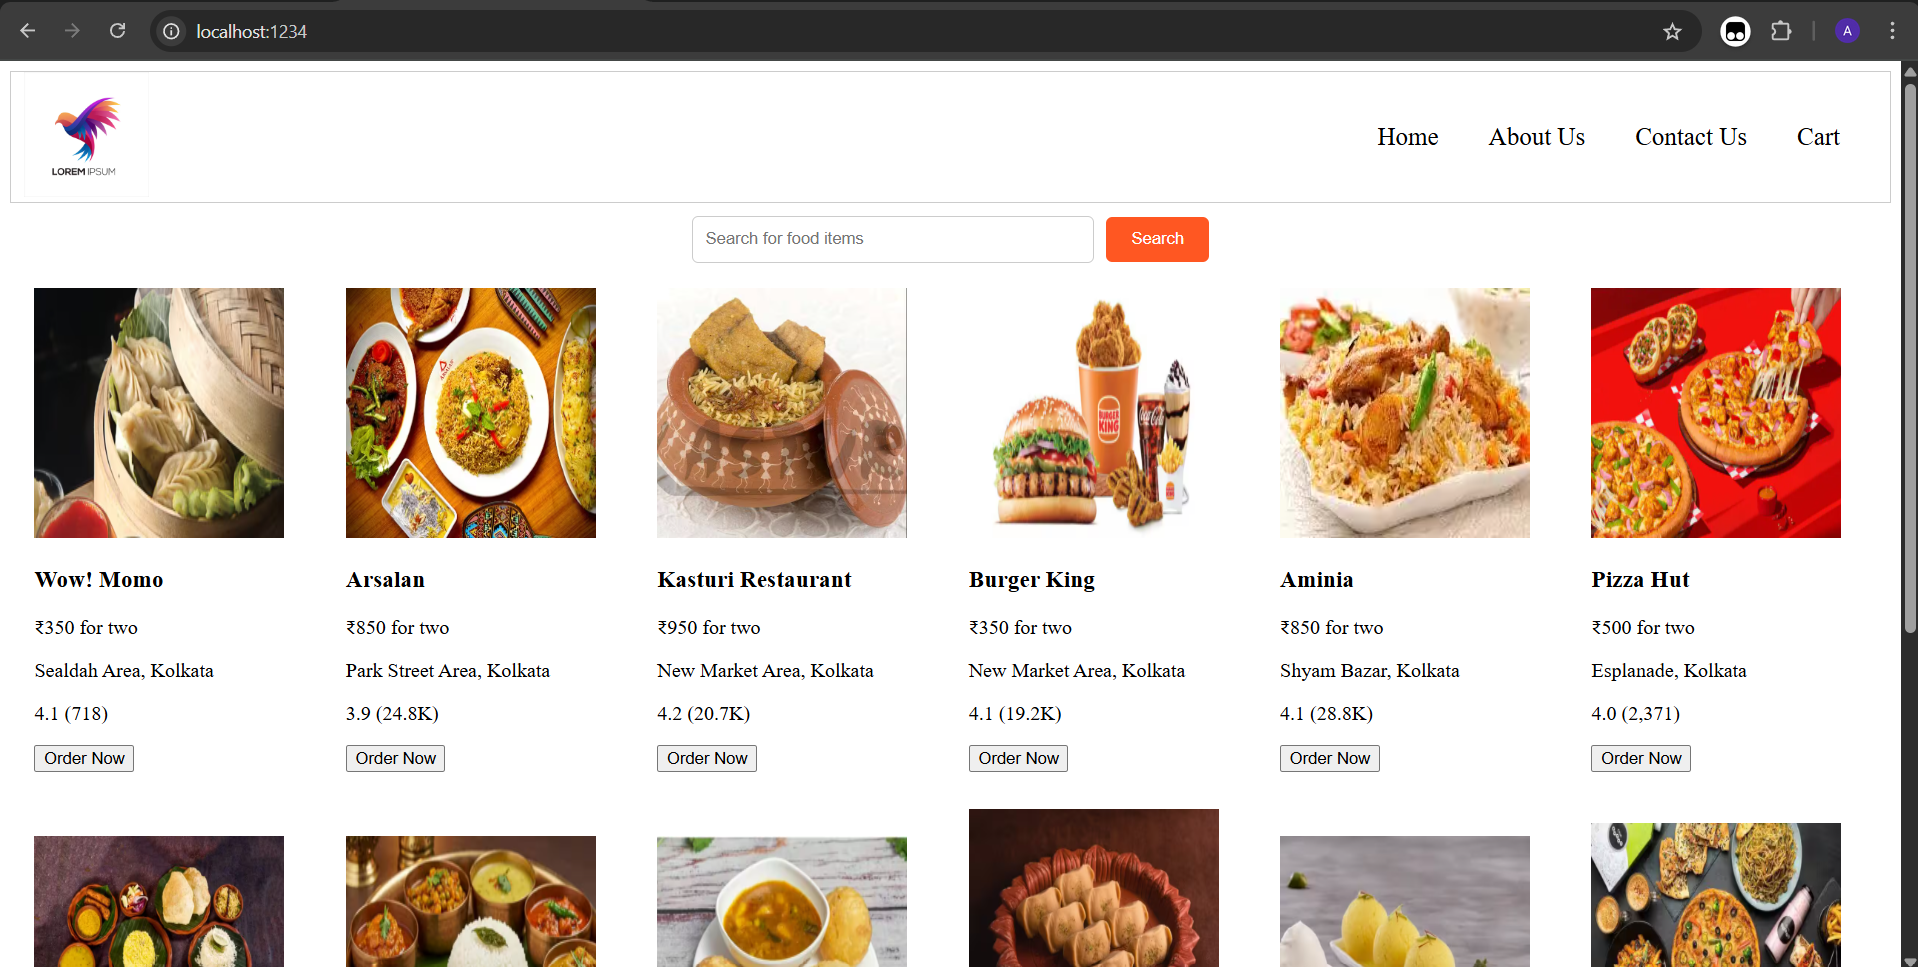 localhost:1234
A
LOREM IPSUM
Home About Us Contact Us Cart
Search for food items Search
BURGER KING
Wow! Momo
₹350 for two
Sealdah Area, Kolkata
4.1 (718)
Order Now
Arsalan
₹850 for two
Park Street Area, Kolkata
3.9 (24.8K)
Order Now
Kasturi Restaurant
₹950 for two
New Market Area, Kolkata
4.2 (20.7K)
Order Now
Burger King
₹350 for two
New Market Area, Kolkata
4.1 (19.2K)
Order Now
Aminia
₹850 for two
Shyam Bazar, Kolkata
4.1 (28.8K)
Order Now
Pizza Hut
₹500 for two
Esplanade, Kolkata
4.0 (2,371)
Order Now